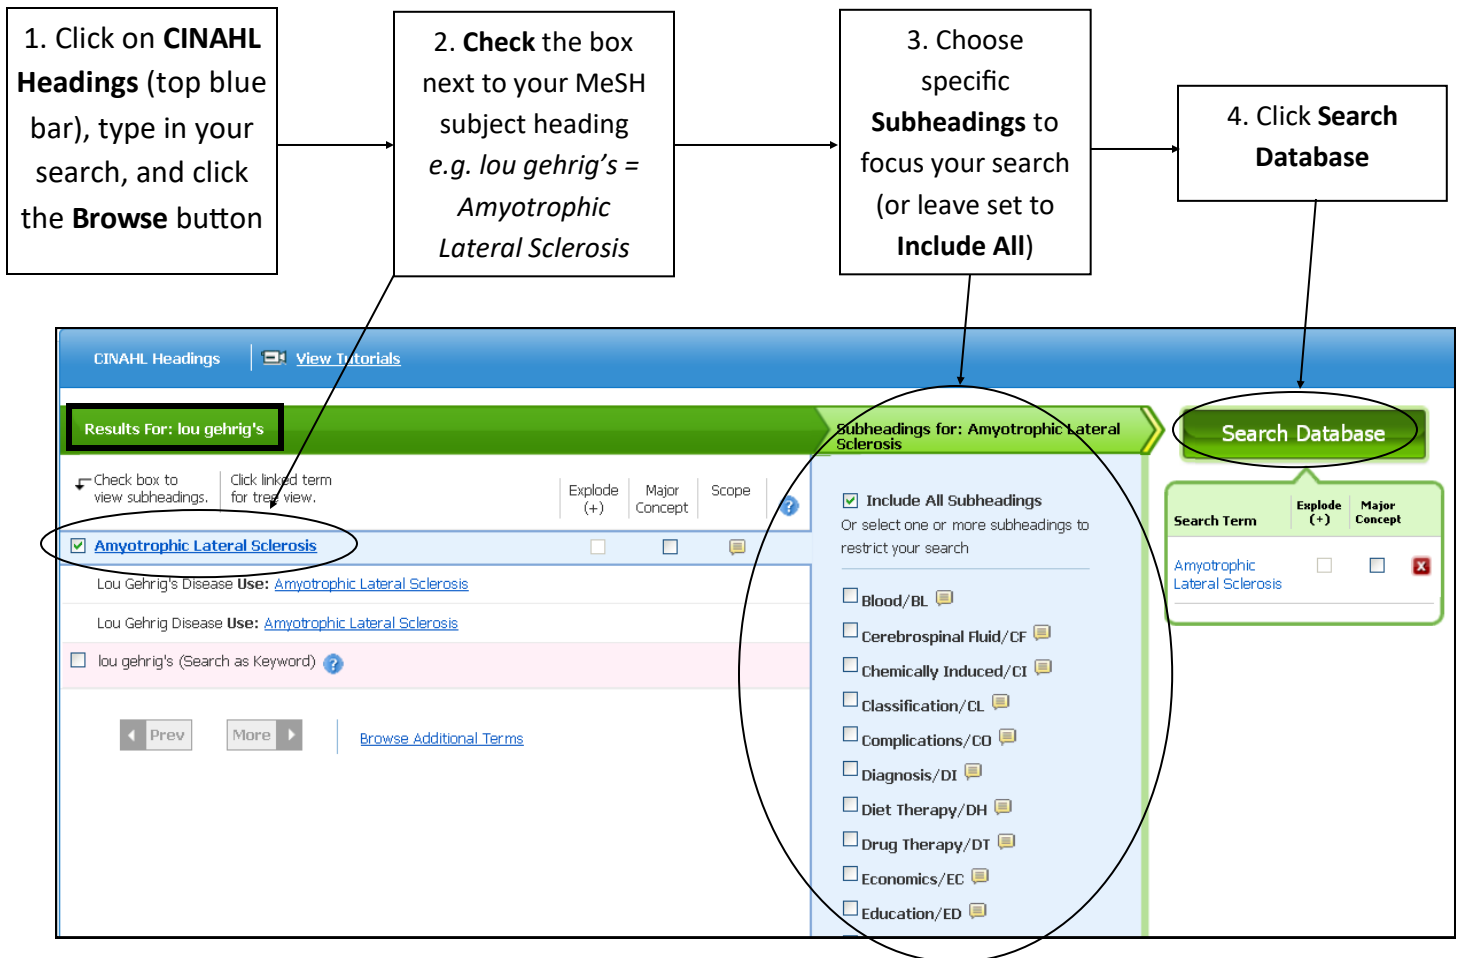 1. Click on CINAHL
Headings (top blue
bar), type in your
search, and click
the Browse button
2. Check the box
next to your MeSH
subject heading
e.g. lou gehrig’s =
Amyotrophic
Lateral Sclerosis
3. Choose
specific
Subheadings to
focus your search
(or leave set to
Include All)
4. Click Search
Database
CINAHL Headings
View Tutorials
Results For: lou gehrig's
Subheadings for: Amyotrophic Lateral
Sclerosis
Search Database
Check box to
view subheadings.
Click linked term
for tree view.
Explode
(+)
Major
Concept
Scope
Amyotrophic Lateral Sclerosis
Lou Gehrig's Disease Use: Amyotrophic Lateral Sclerosis
Lou Gehrig Disease Use: Amyotrophic Lateral Sclerosis
lou gehrig's (Search as Keyword)
Prev
More
Browse Additional Terms
Include All Subheadings
Or select one or more subheadings to
restrict your search
Blood/BL
Cerebrospinal Fluid/CF
Chemically Induced/CI
Classification/CL
Complications/CO
Diagnosis/DI
Diet Therapy/DH
Drug Therapy/DT
Economics/EC
Education/ED
Search Term
Explode
(+)
Major
Concept
Amyotrophic
Lateral Sclerosis